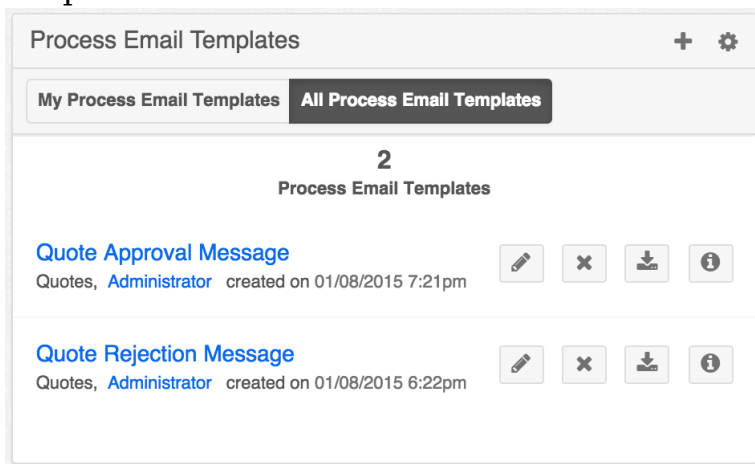 Process Email Templates
My Process Email Templates All Process Email Templates
2
Process Email Templates
Quote Approval Message
Quotes, Administrator created on 01/08/2015 7:21pm
Quote Rejection Message
Quotes, Administrator created on 01/08/2015 6:22pm